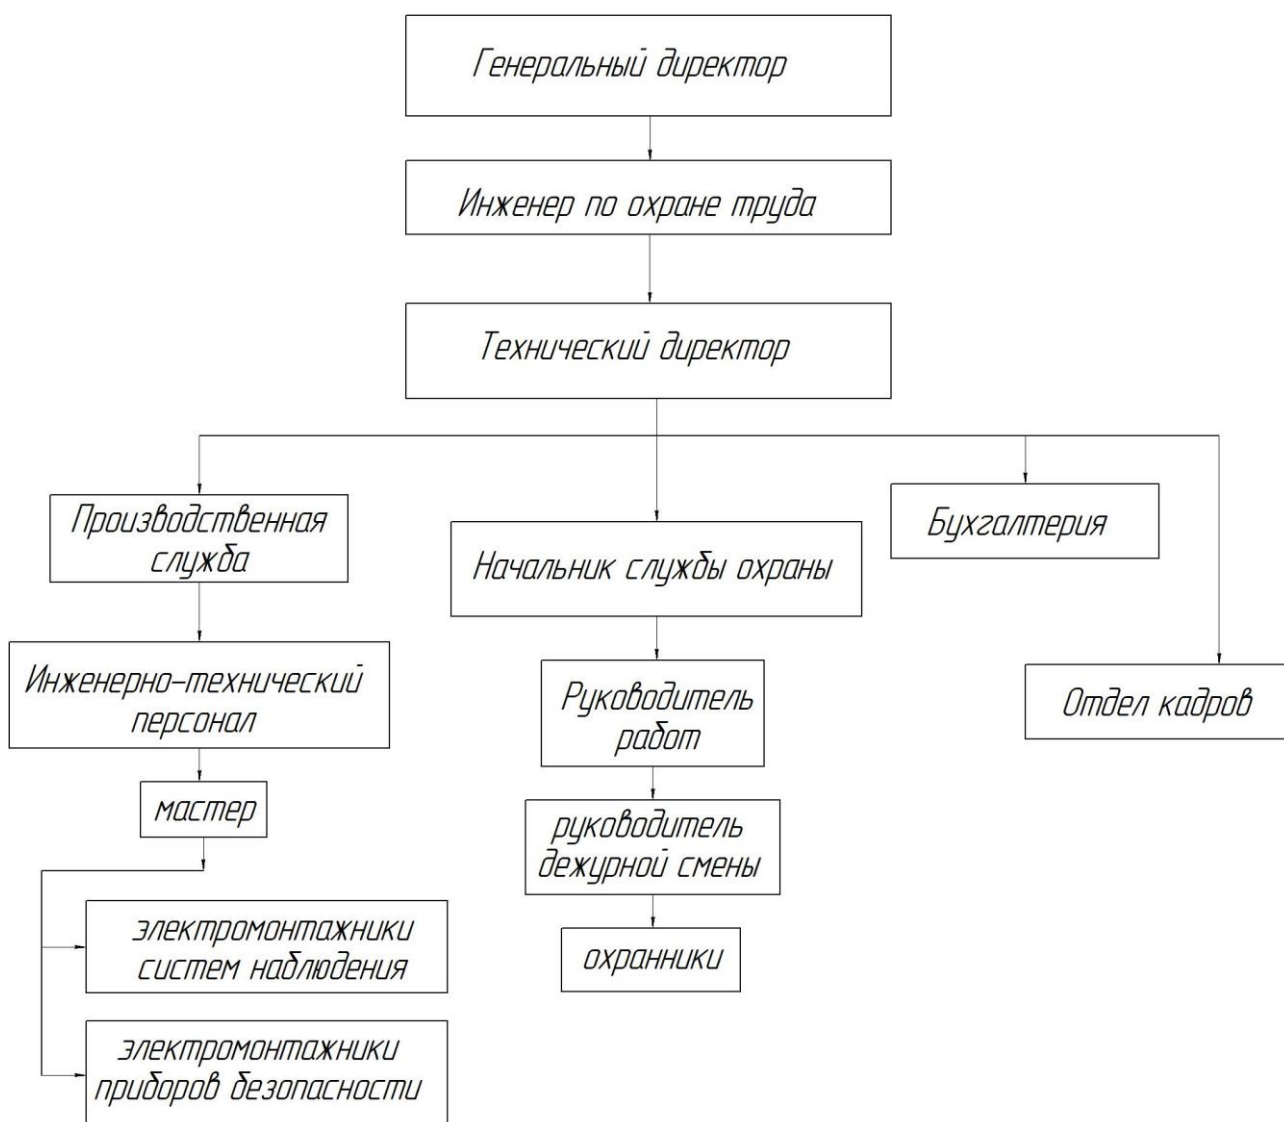 Генеральный директор
Инженер по охране труда
Технический директор
Производственная
служба
Начальник службы охраны
Бухгалтерия
Инженерно-технический
персонал
Руководитель
работ
Отдел кадров
мастер
руководитель
дежурной смены
электромонтажники
систем наблюдения
охранники
электромонтажники
приборов безопасности